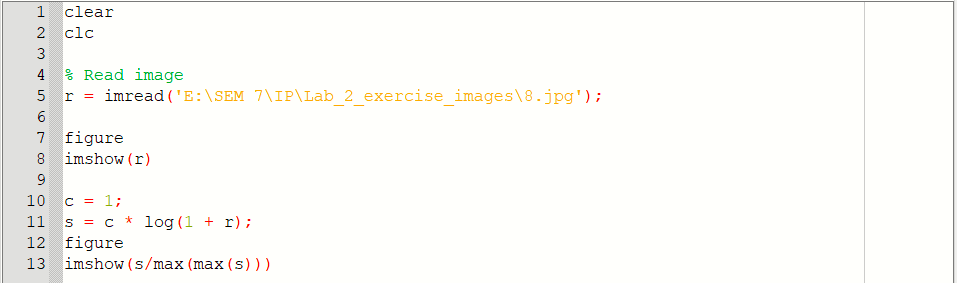 1 clear
2 clc
3
4 % Read image
5 r = imread('E:\SEM 7\IP\Lab_2_exercise_images\8.jpg');
6
7 figure
8 imshow(r)
9
10 c = 1;
11 s = c * log(1 + r);
12 figure
13 imshow(s/max(max(s)))